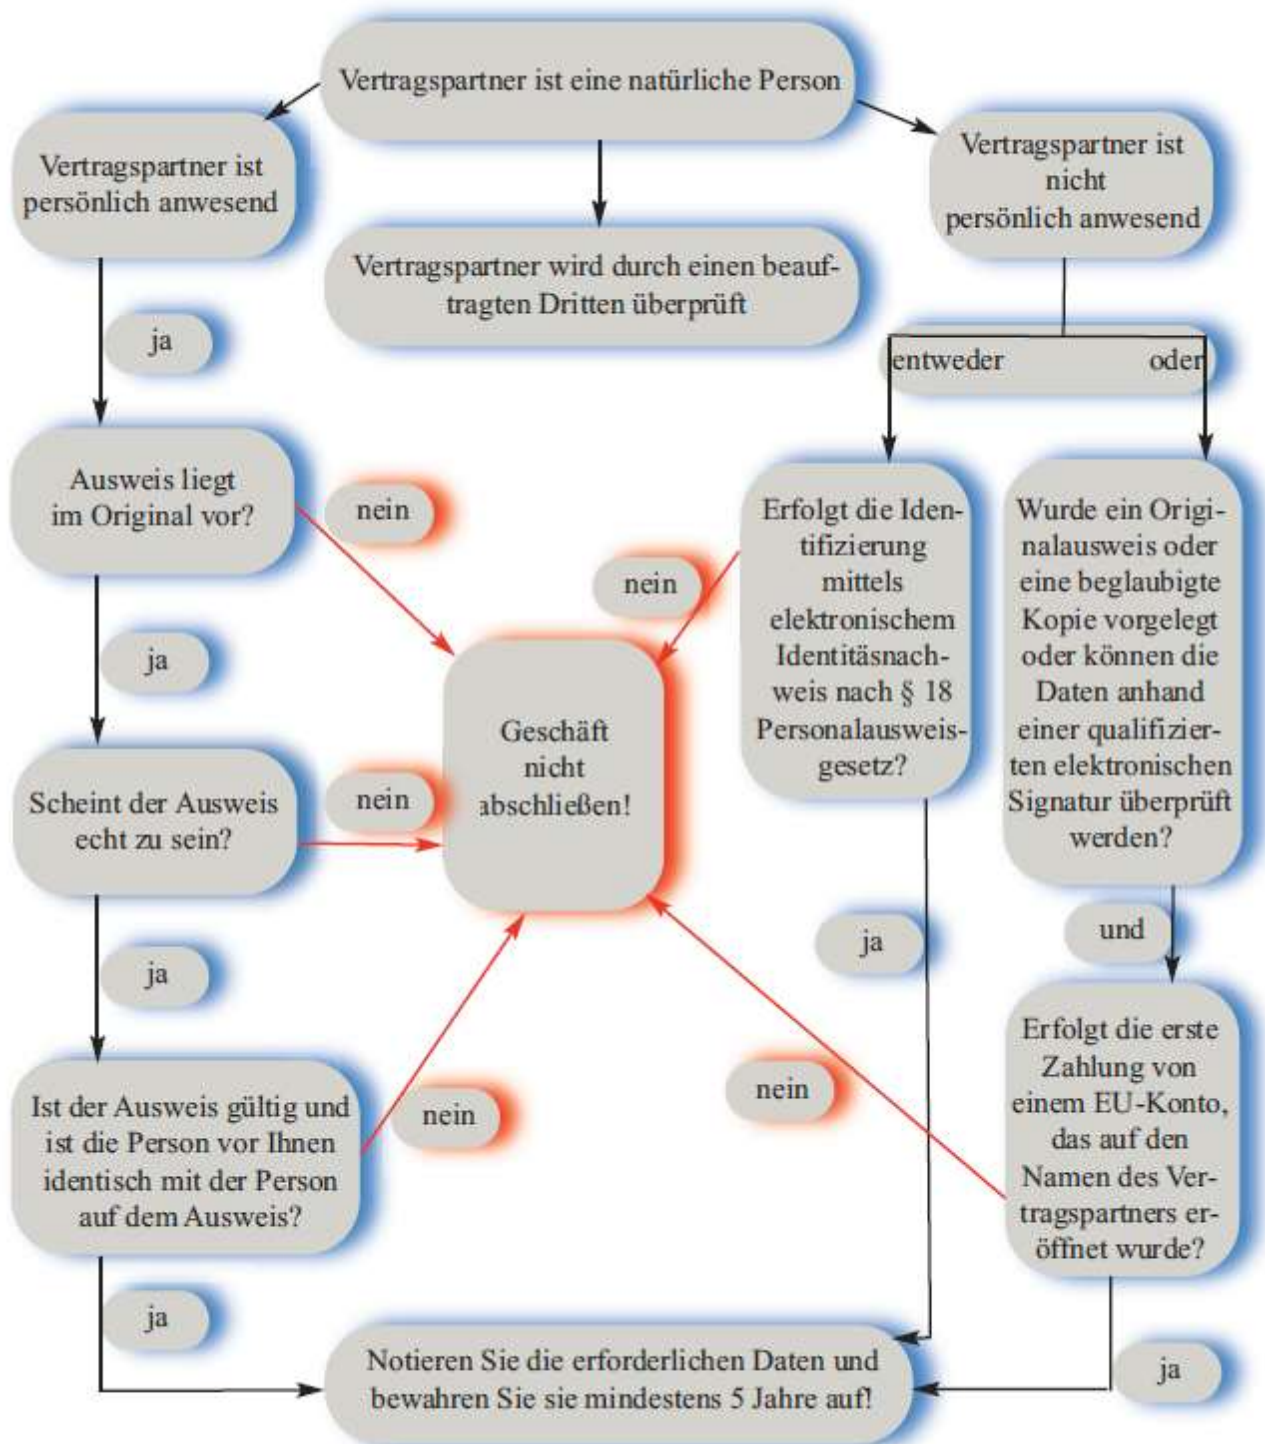 Vertragspartner ist eine natürliche Person
Vertragspartner ist
persönlich anwesend
Vertragspartner wird durch einen beauf-
tragten Dritten überprüft
Vertragspartner ist
nicht
persönlich anwesend
ja
entweder
oder
Ausweis liegt
im Original vor?
nein
ja
Scheint der Ausweis
echt zu sein?
nein
ja
Ist der Ausweis gültig und
ist die Person vor Ihnen
identisch mit der Person
auf dem Ausweis?
nein
ja
Geschäft
nicht
abschließen!
nein
Erfolgt die Iden-
tifizierung
mittels
elektronischem
Identitäsnach-
weis nach § 18
Personalausweis-
gesetz?
ja
Wurde ein Origi-
nalausweis oder
eine beglaubigte
Kopie vorgelegt
oder können die
Daten anhand
einer qualifizier-
ten elektronischen
Signatur überprüft
werden?
und
Erfolgt die erste
Zahlung von
einem EU-Konto,
das auf den
Namen des Ver-
tragspartners er-
öffnet wurde?
nein
ja
Notieren Sie die erforderlichen Daten und
bewahren Sie sie mindestens 5 Jahre auf!